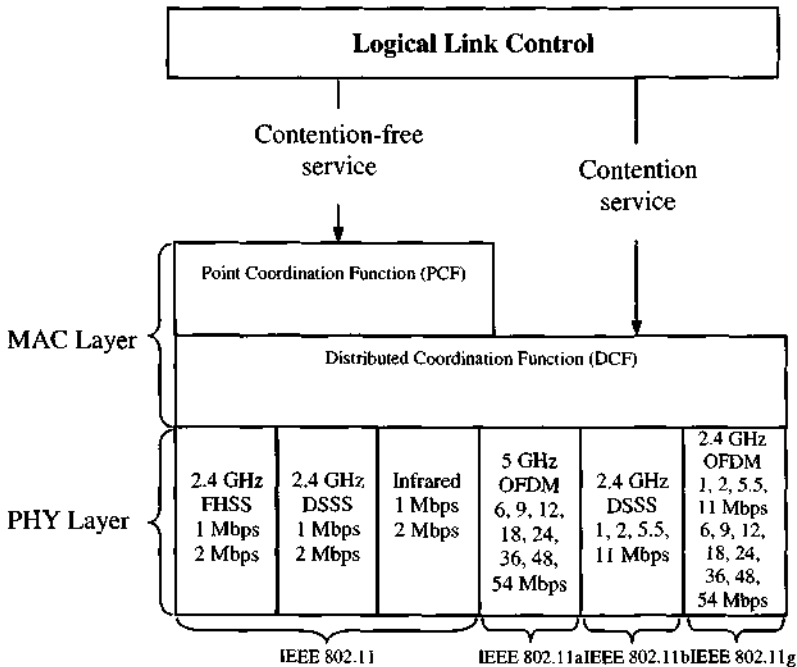 Logical Link Control
Contention-free
service
Contention
service
Point Coordination Function (PCF)
MAC Layer
Distributed Coordination Function (DCF)
PHY Layer
2.4 GHz
FHSS
1 Mbps
2 Mbps
2.4 GHz
DSSS
1 Mbps
2 Mbps
Infrared
1 Mbps
2 Mbps
5 GHz
OFDM
6, 9, 12,
18, 24,
36, 48,
54 Mbps
2.4 GHz
DSSS
1, 2, 5.5,
11 Mbps
2.4 GHz
OFDM
1, 2, 5.5,
11 Mbps
6, 9, 12,
18, 24,
36, 48,
54 Mbps
IEEE 802.11
IEEE 802.11a
IEEE 802.11b
IEEE 802.11g